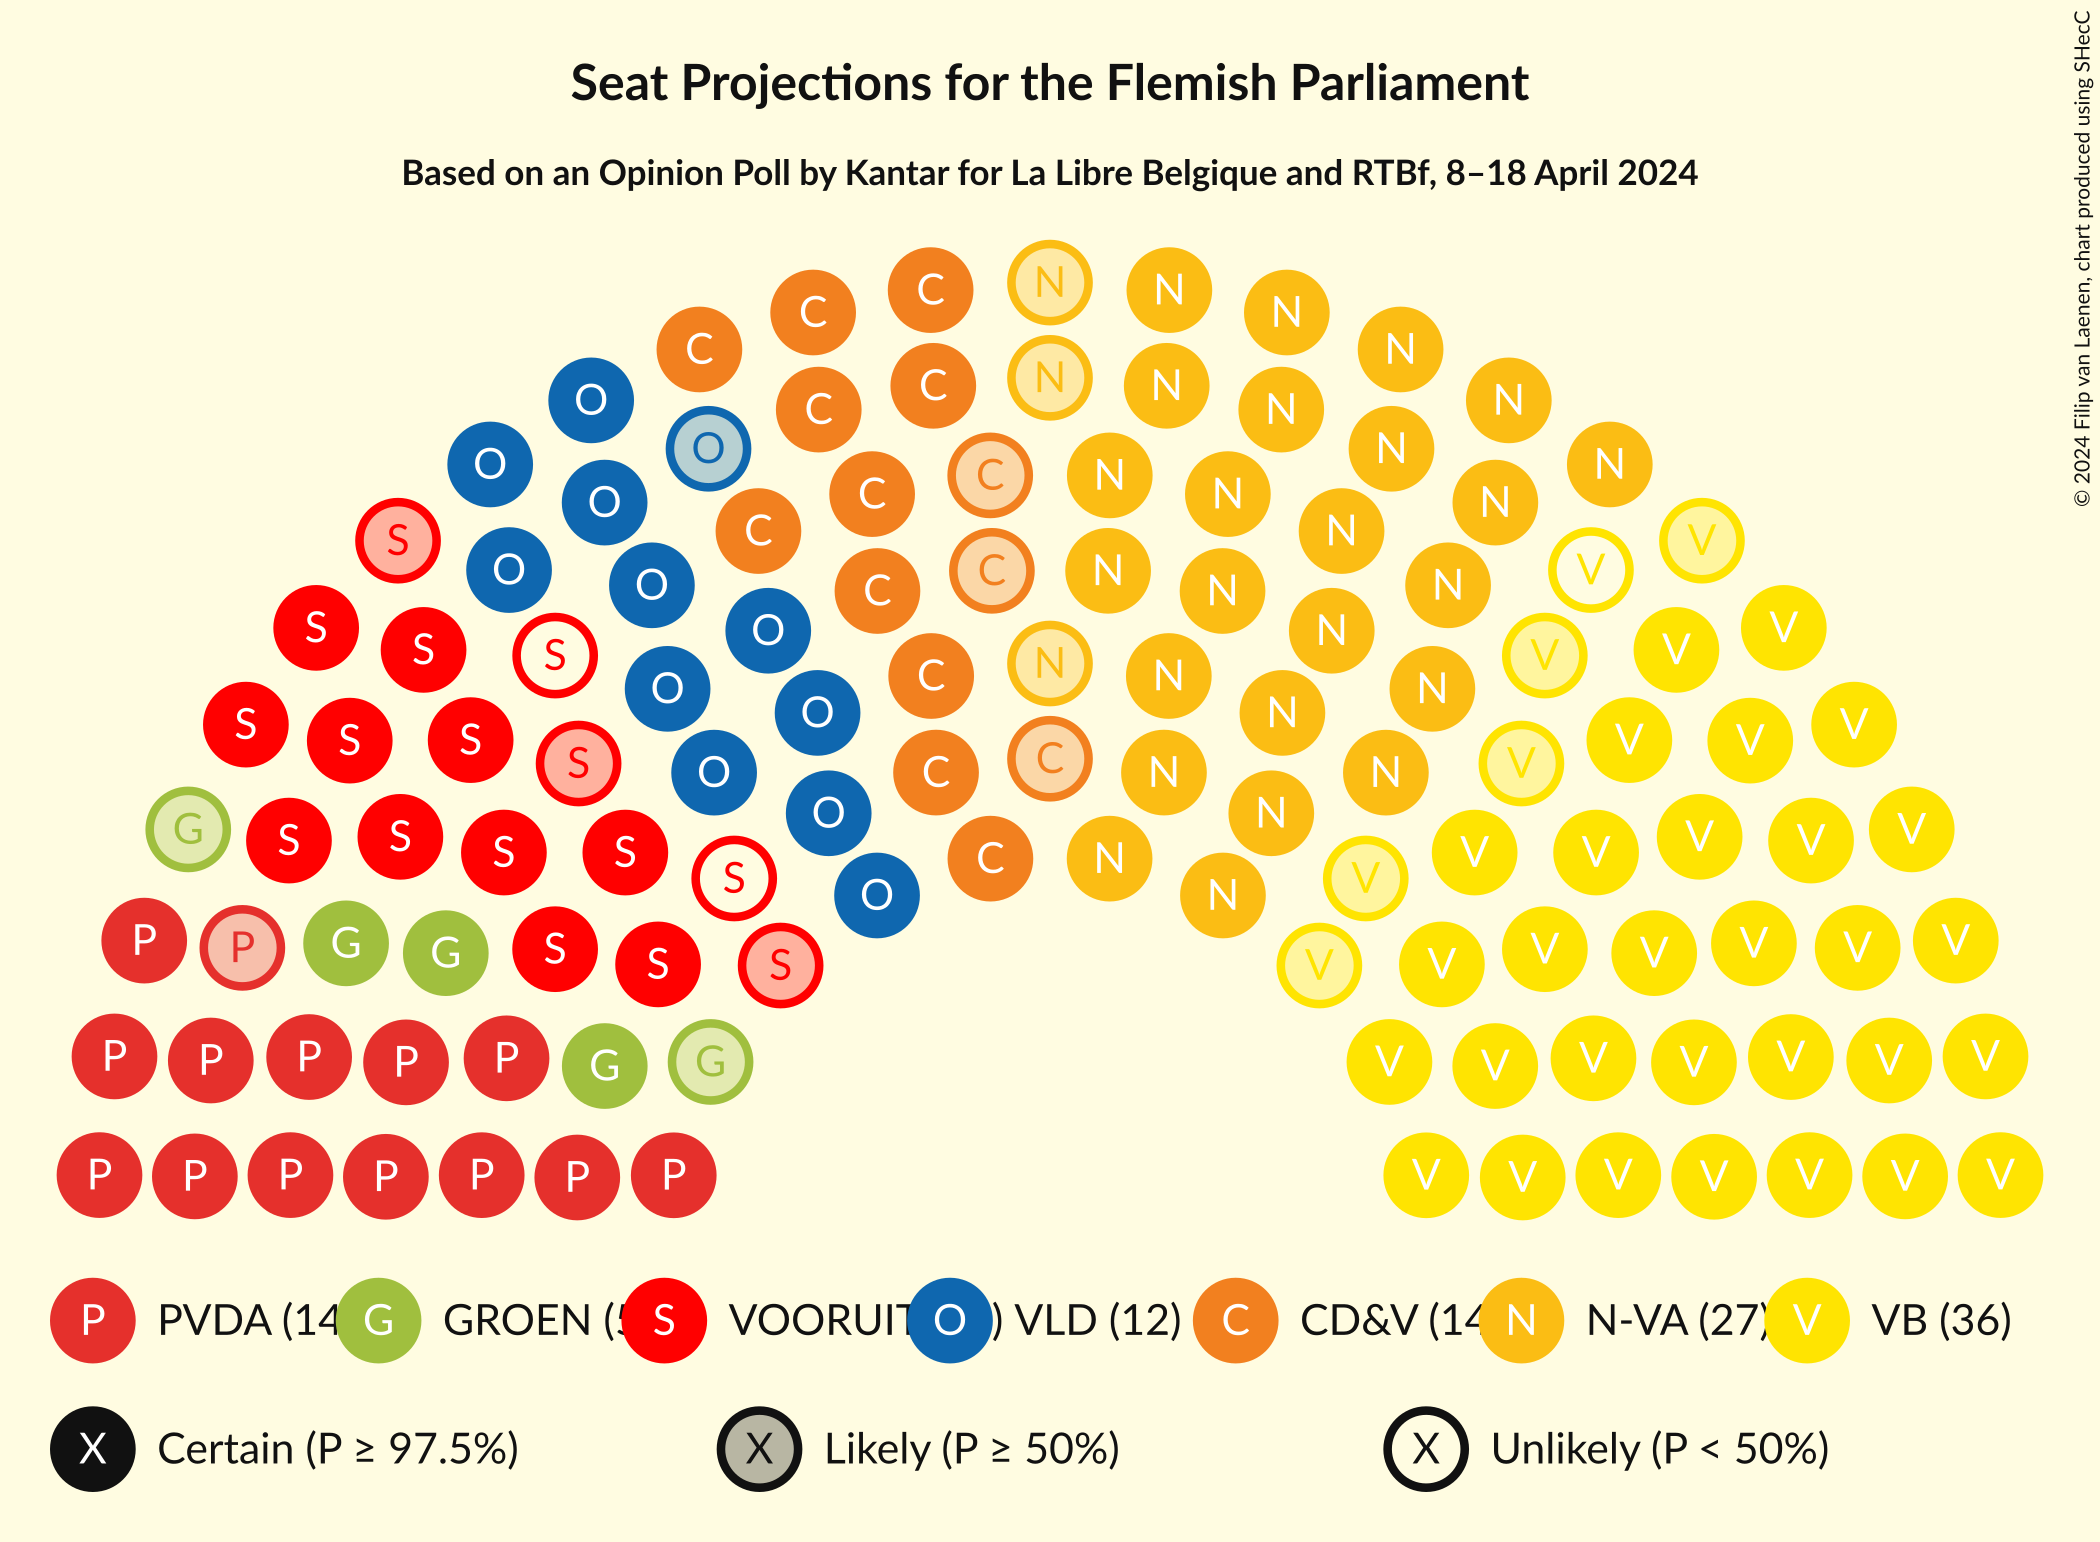 Seat Projections for the Flemish Parliament
Based on an Opinion Poll by Kantar for La Libre Belgique and RTBf, 8–18 April 2024
© 2024 Filip van Laenen, chart produced using SHecC
C C C N N N N
O C C C N N N N N
O O C C C N N N N N
S O O C C C N N N N V V
S S S O O C N N N N V V V
S S S S O O C C N N N V V V V
G S S S S S O O C N N N V V V V V V
P P G G S S S V V V V V V V
P P P P P G G V V V V V V V
P P P P P P P V V V V V V V
P PVDA (14 G GROEN (5 S VOORUIT O ) VLD (12) C CD&V (14 N N-VA (27) V VB (36)
X Certain (P ≥ 97.5%) X Likely (P ≥ 50%) X Unlikely (P < 50%)